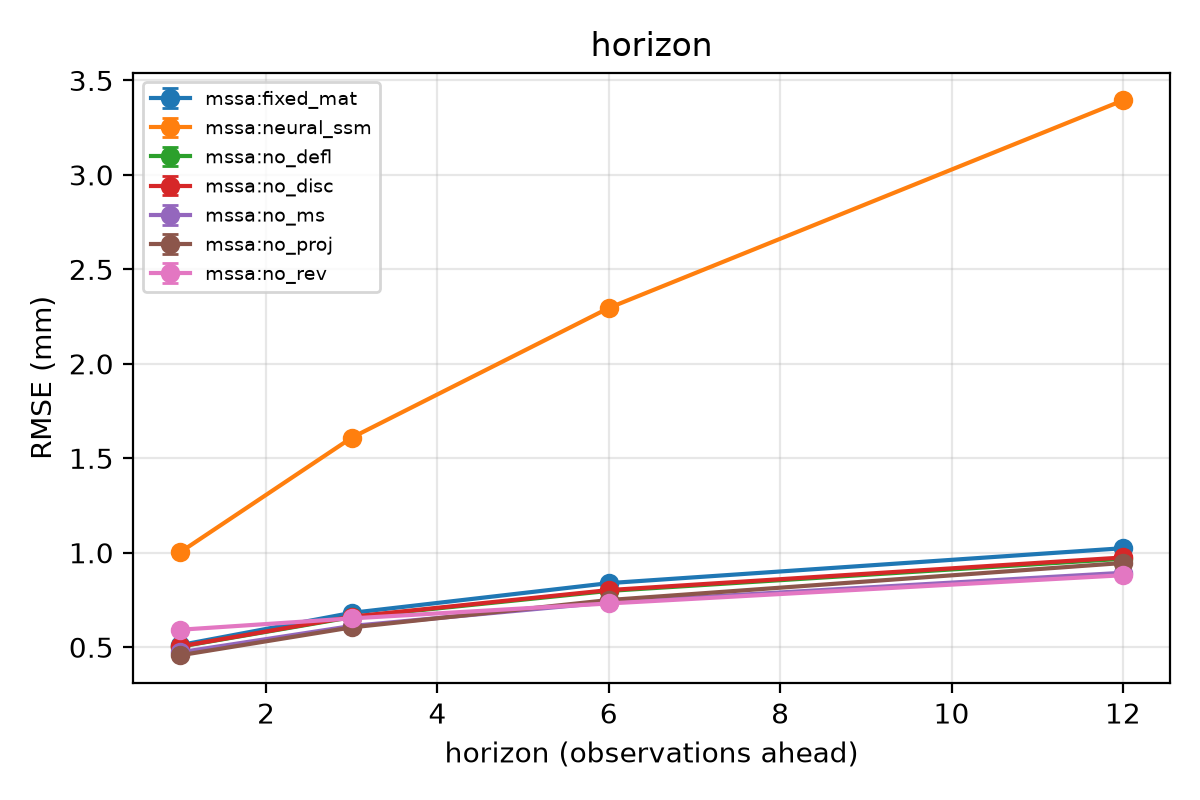 horizon
3.5
3.0
2.5
2.0
1.5
1.0
0.5
RMSE (mm)
mssa:fixed_mat
mssa:neural_ssm
mssa:no_defl
mssa:no_disc
mssa:no_ms
mssa:no_proj
mssa:no_rev
2 4 6 8 10 12
horizon (observations ahead)